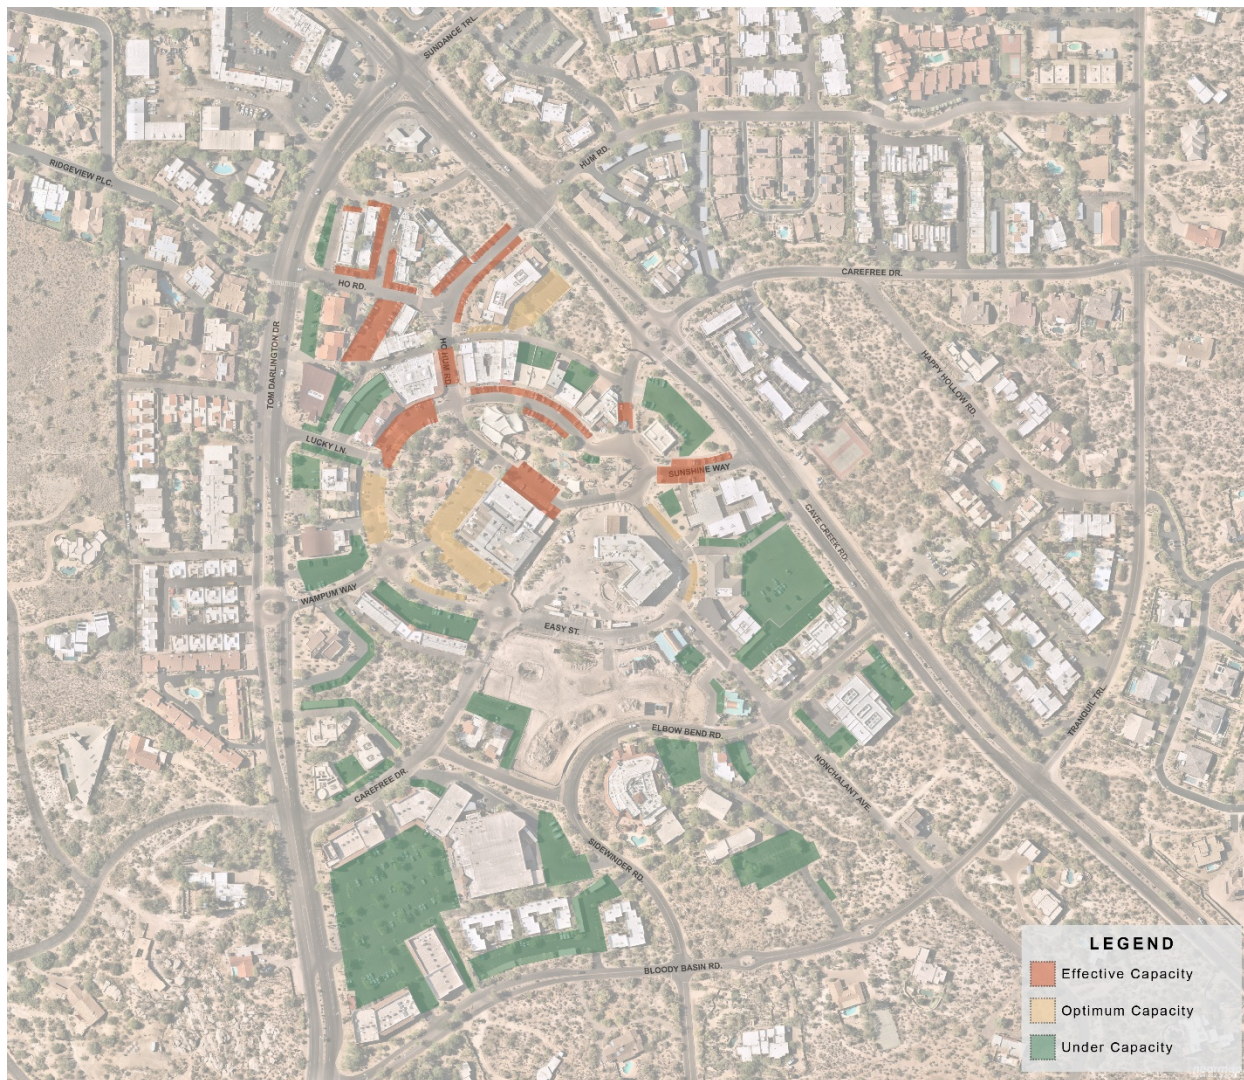 SUNDANCE TRL.
HUM RD.
RIDGEVIEW PLC.
CAREFREE DR.
HO RD.
TOM DARLINGTON DR
HO HUM RD.
HAPPY HOLLOW RD.
LUCKY LN.
SUNSHINE WAY
CAVE CREEK RD.
WAMPUM WAY
EASY ST.
TRANQUIL TRL.
ELBOW BEND RD.
CAREFREE DR.
NONCHALANT AVE.
SIDEWINDER RD.
BLOODY BASIN RD.
LEGEND
Effective Capacity
Optimum Capacity
Under Capacity